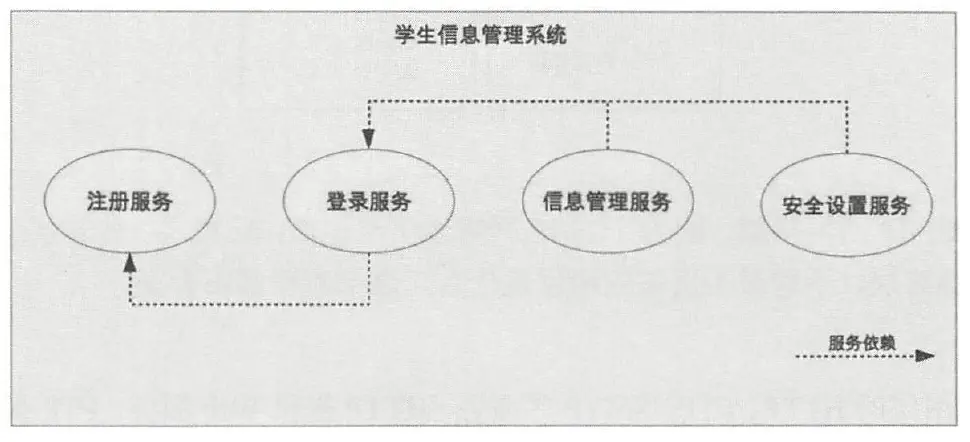 学生信息管理系统
注册服务
登录服务
信息管理服务
安全设置服务
服务依赖